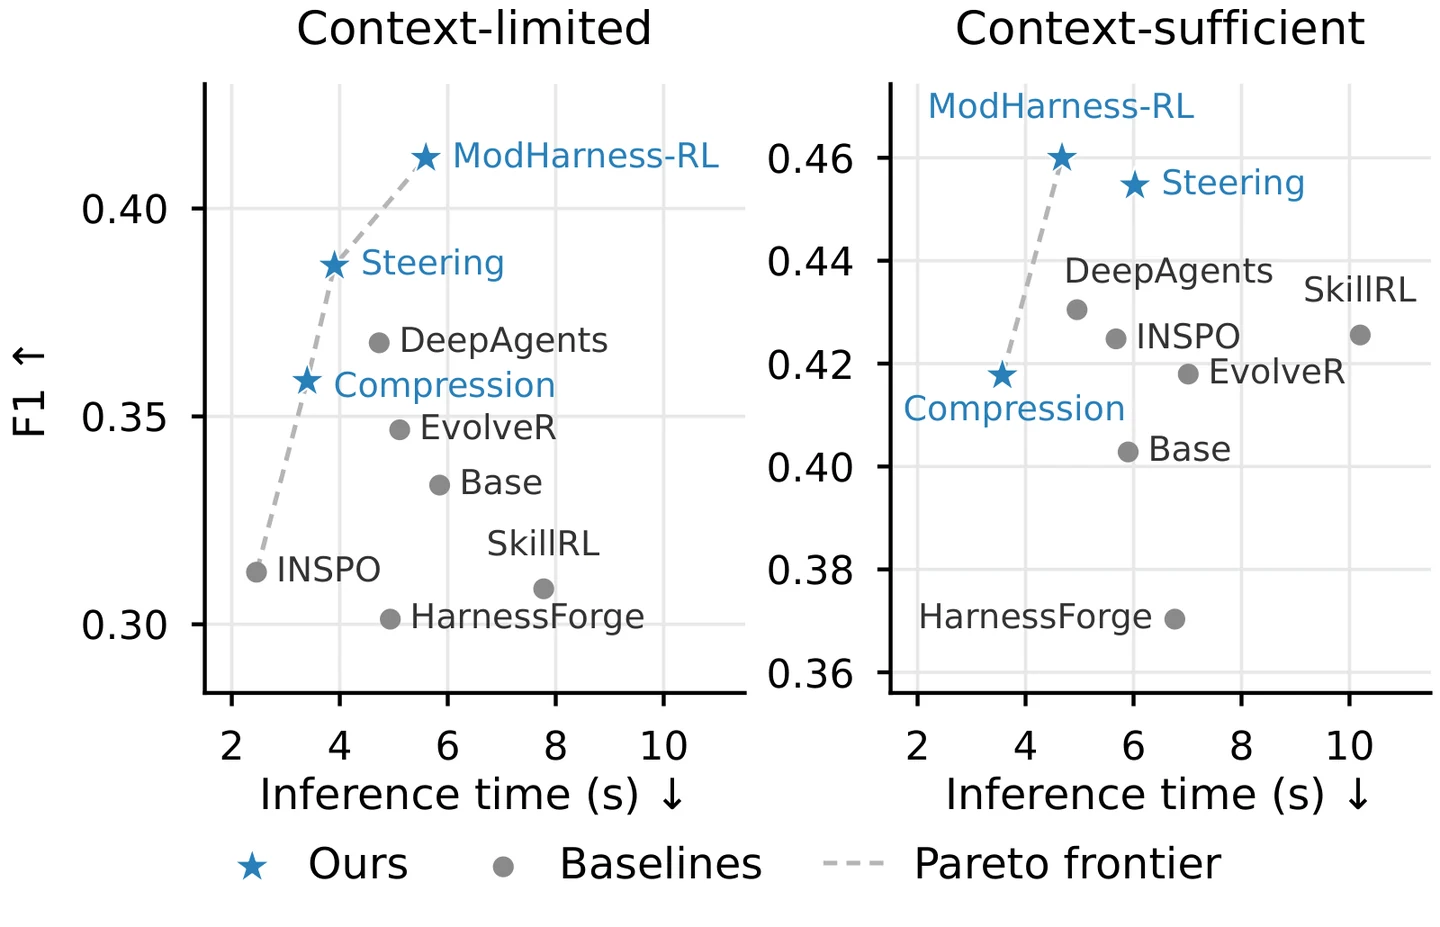 Context-limited
F1 ↑
0.40
0.35
0.30
ModHarness-RL
Steering
DeepAgents
Compression
EvolveR
Base
SkillRL
INSPO
HarnessForge
2 4 6 8 10
Inference time (s) ↓
Context-sufficient
0.46
0.44
0.42
0.40
0.38
0.36
ModHarness-RL
Steering
DeepAgents
SkillRL
INSPO
EvolveR
Compression
Base
HarnessForge
2 4 6 8 10
Inference time (s) ↓
Ours Baselines Pareto frontier